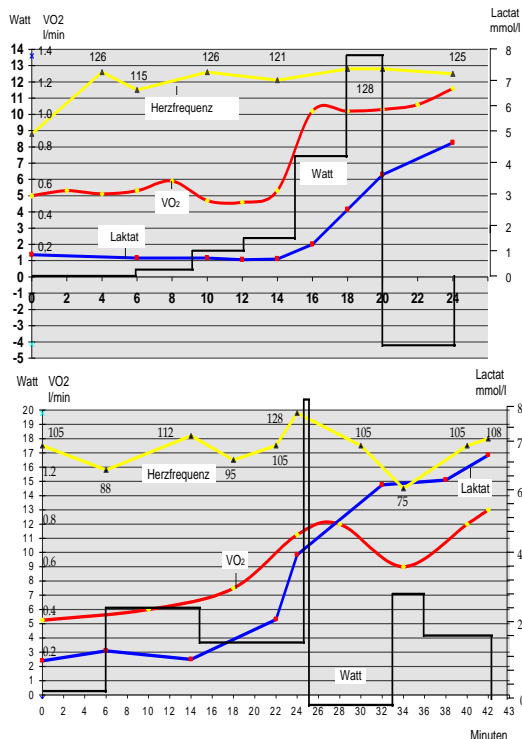 Watt VO2 Lactat
l/min mmol/l
14 1.4 8
13
12 1.2 7
11
10 1.0 6
9
8 0.8 5
7
6 0.6 4
5
4 0.4 3
3
2 0.2 2
1
0 1
-1 0
-2
-3
-4
-5
126 115 126 121 128 125
Herzfrequenz
Watt
VO2
Laktat
0 2 4 6 8 10 12 14 16 18 20 22 24
Watt VO2 Lactat
l/min mmol/l
20 8
19
18 7
17
16 1.2
15 6
14
13
12 0.8
11
10
9 0.6 4
8
7
6 0.4
5 2
4
3 0.2
2
1
0 0
105 88 112 95 105 128 105 75 105 108
Herzfrequenz
Laktat
VO2
Watt
0 2 4 6 8 10 12 14 16 18 20 22 24 26 28 30 32 34 36 38 40 42 43
Minuten